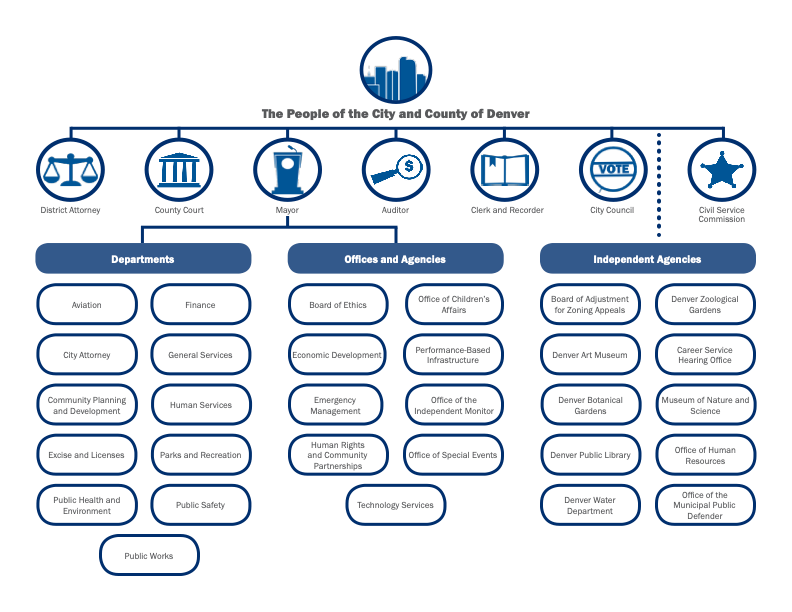 The People of the City and County of Denver
$
VOTE
District Attorney
County Court
Mayor
Auditor
Clerk and Recorder
City Council
Civil Service
Commission
Departments
Offices and Agencies
Independent Agencies
Aviation
Finance
Board of Ethics
Office of Children's
Affairs
Board of Adjustment
for Zoning Appeals
Denver Zoological
Gardens
City Attorney
General Services
Economic Development
Performance-Based
Infrastructure
Denver Art Museum
Career Service
Hearing Office
Community Planning
and Development
Human Services
Emergency
Management
Office of the
Independent Monitor
Denver Botanical
Gardens
Museum of Nature and
Science
Excise and Licenses
Parks and Recreation
Human Rights
and Community
Partnerships
Office of Special Events
Denver Public Library
Office of Human
Resources
Public Health and
Environment
Public Safety
Technology Services
Denver Water
Department
Office of the
Municipal Public
Defender
Public Works